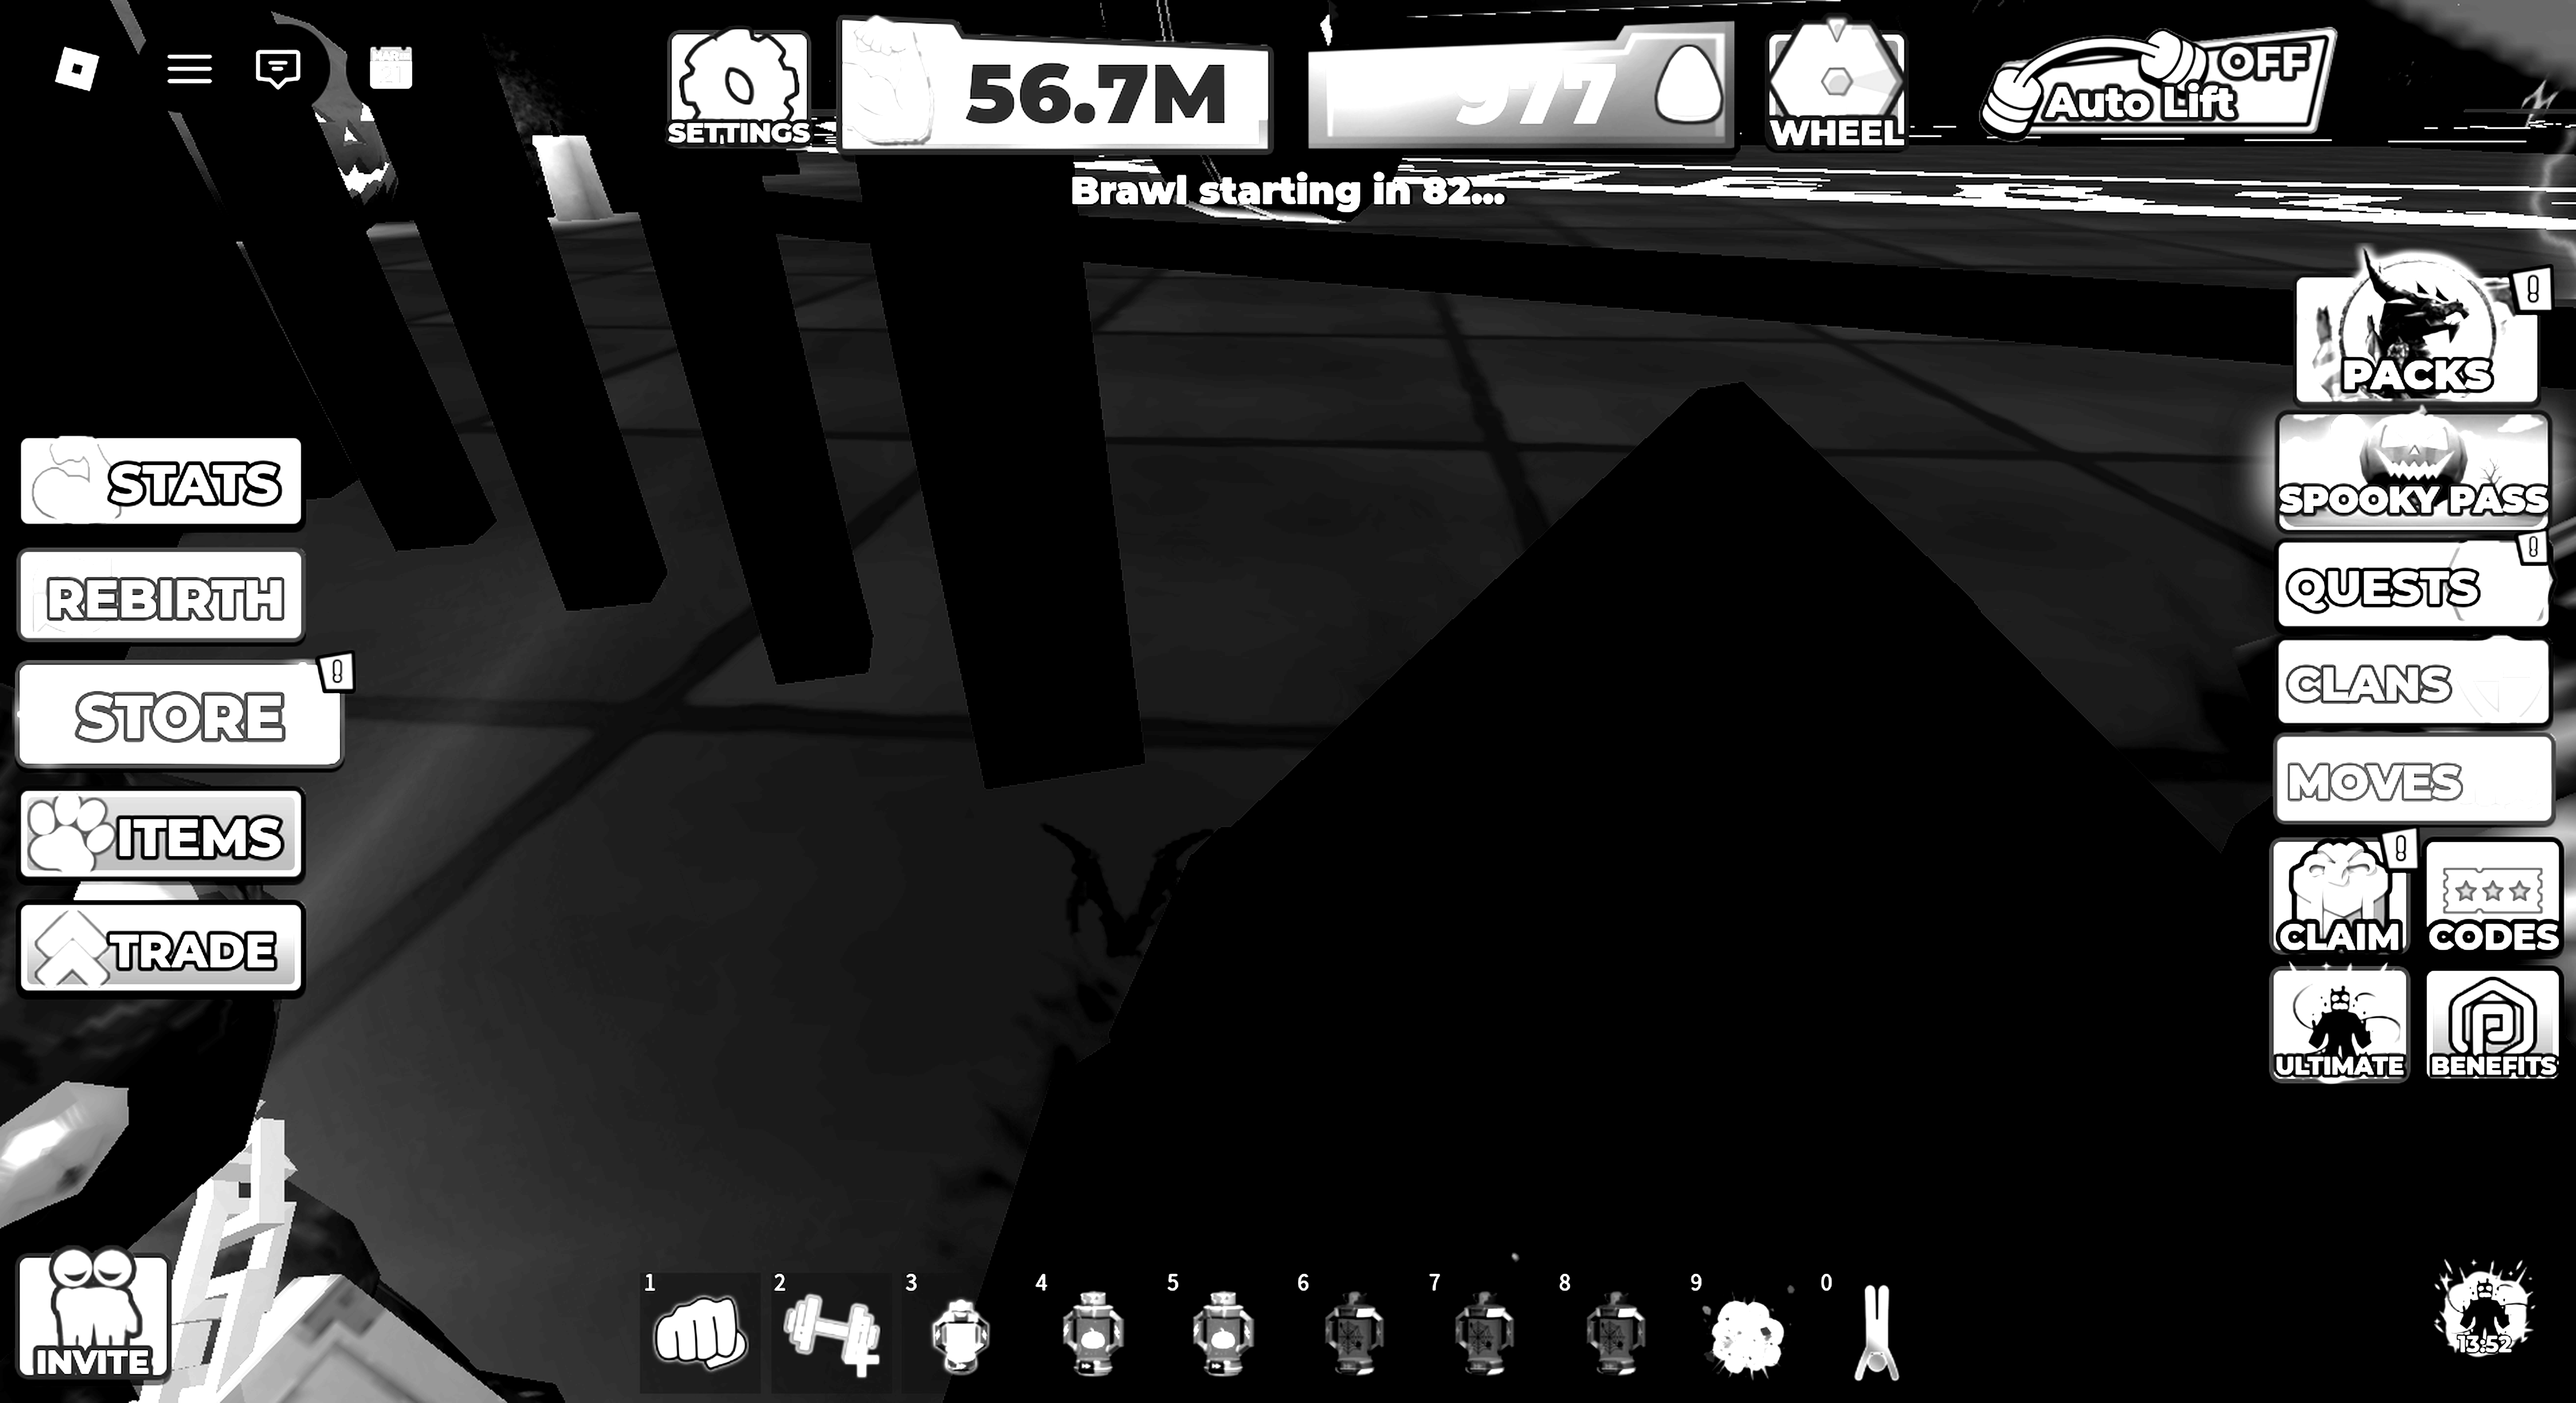 SETTINGS
56.7M
977
WHEEL
OFF
Auto Lift
Brawl starting in 82...
PACKS
SPOOKY PASS
STATS
QUESTS
REBIRTH
CLANS
STORE
MOVES
ITEMS
CLAIM
CODES
TRADE
ULTIMATE
BENEFITS
INVITE
1 2 3 4 5 6 7 8 9 0
13:52